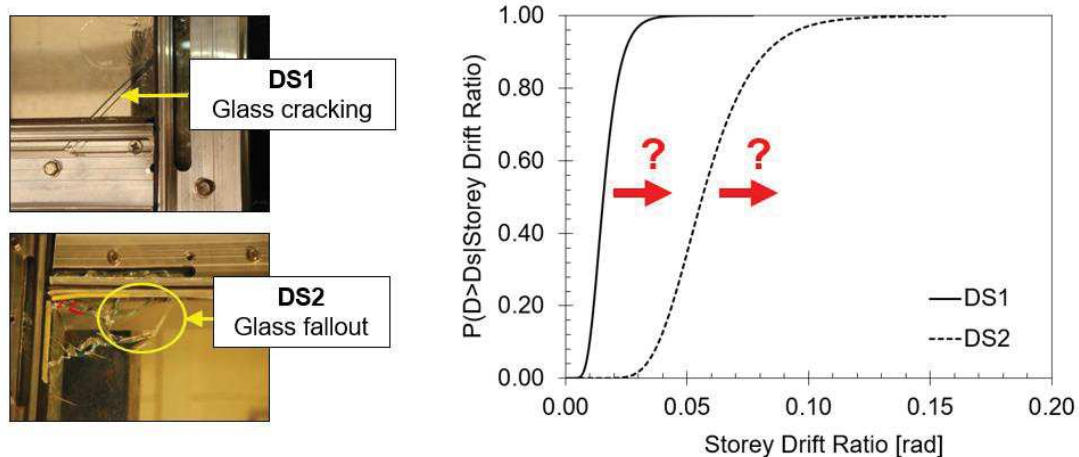 DS1
Glass cracking
DS2
Glass fallout
P(D>Ds|Storey Drift Ratio)
1.00
0.80
0.60
0.40
0.20
0.00
? ?
DS1
DS2
0.00 0.05 0.10 0.15 0.20
Storey Drift Ratio [rad]